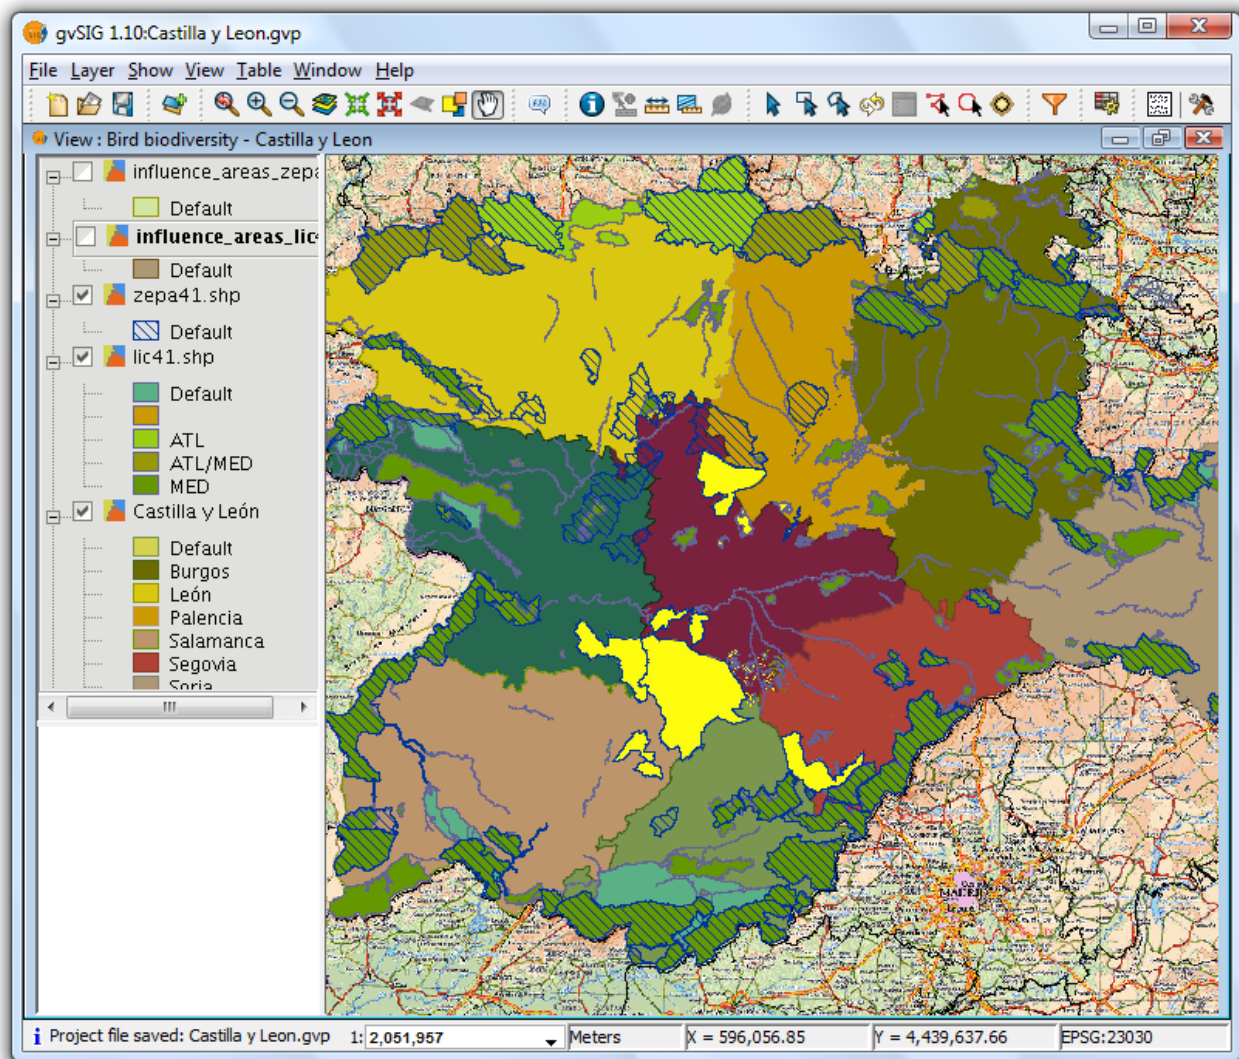 gvSIG 1.10:Castilla y Leon.gvp
File Layer Show View Table Window Help
View : Bird biodiversity - Castilla y Leon
influence_areas_zepa
Default
influence_areas_lic
Default
zepa41.shp
Default
lic41.shp
Default
ATL
ATL/MED
MED
Castilla y León
Default
Burgos
León
Palencia
Salamanca
Segovia
Soria
Project file saved: Castilla y Leon.gvp 1: 2,051,957 Meters X = 596,056.85 Y = 4,439,637.66 EPSG:23030